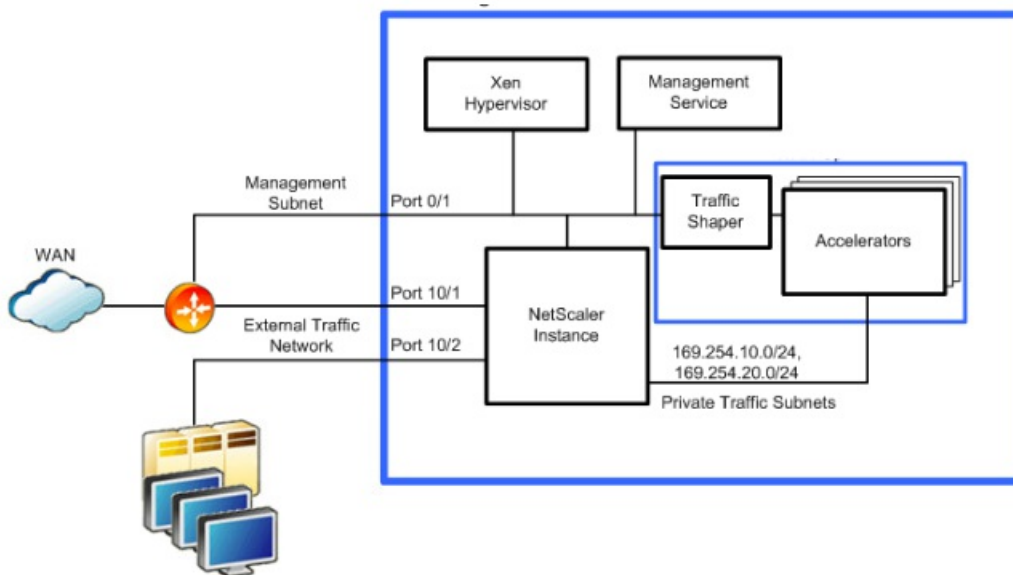 Xen
Hypervisor
Management
Service
Management
Subnet
Port 0/1
Traffic
Shaper
Accelerators
WAN
Port 10/1
External Traffic
Network
Port 10/2
NetScaler
Instance
169.254.10.0/24,
169.254.20.0/24
Private Traffic Subnets